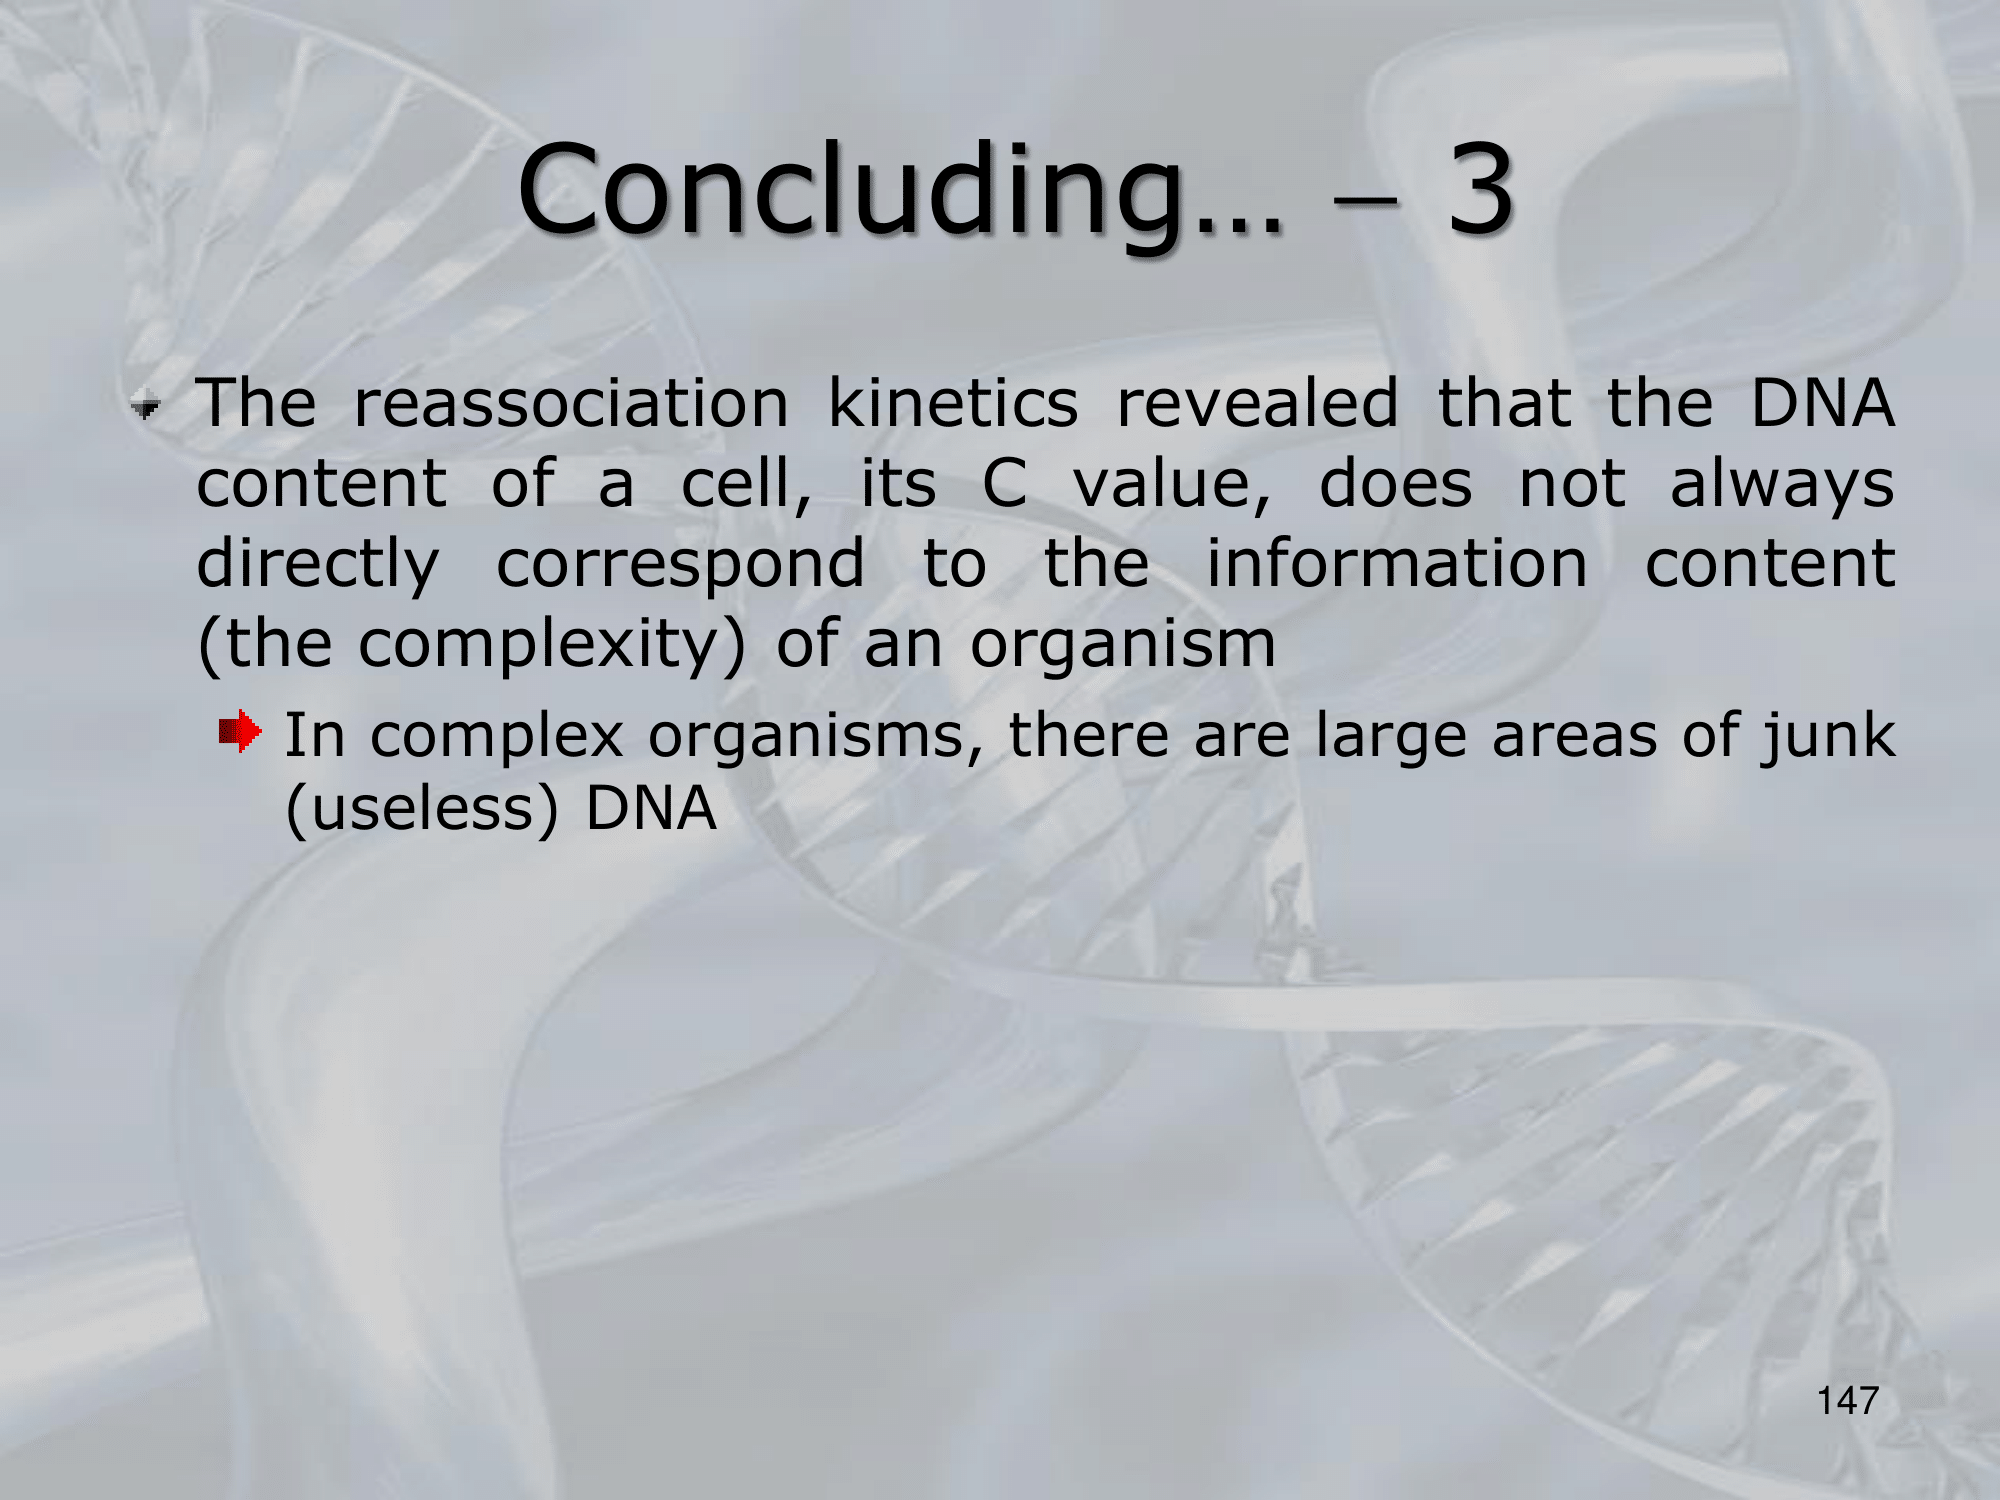 Concluding... – 3
The reassociation kinetics revealed that the DNA
content of a cell, its C value, does not always
directly correspond to the information content
(the complexity) of an organism
In complex organisms, there are large areas of junk
(useless) DNA
147